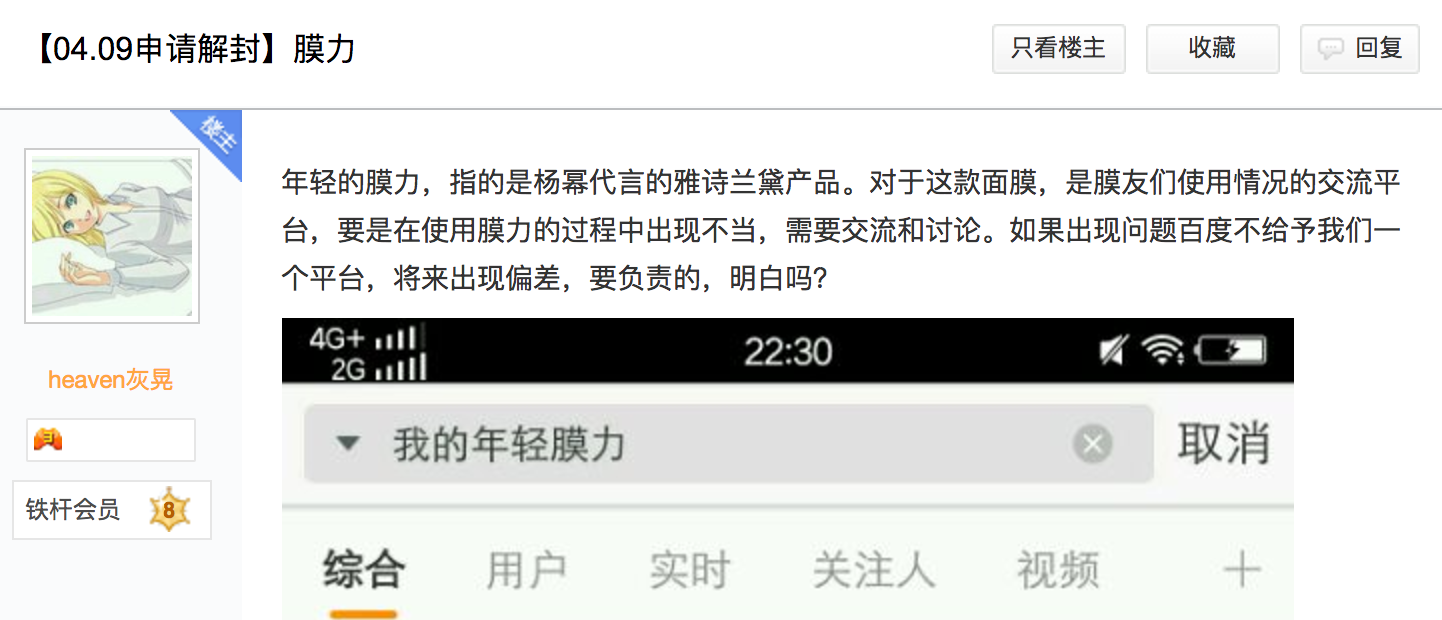 【04.09申请解封】膜力
只看楼主
收藏
回复
楼主
年轻的膜力，指的是杨幂代言的雅诗兰黛产品。对于这款面膜，是膜友们使用情况的交流平
台，要是在使用膜力的过程中出现不当，需要交流和讨论。如果出现问题百度不给予我们一
个平台，将来出现偏差，要负责的，明白吗？
heaven灰晃
3
铁杆会员 8
4G+
2G
22:30
我的年轻膜力
取消
综合 用户 实时 关注人 视频 +